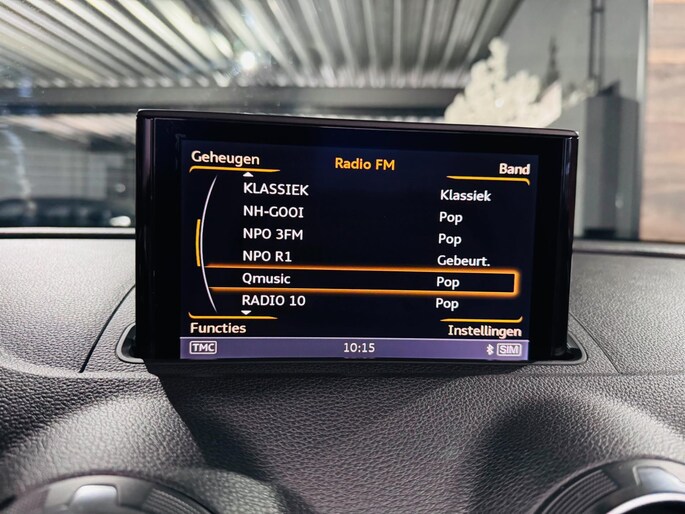 Geheugen Radio FM Band
KLASSIEK Klassiek
NH-GOOI Pop
NPO 3FM Pop
NPO R1 Gebeurt.
Qmusic Pop
RADIO 10 Pop
Functies Instellingen
TMC 10:15 SIM